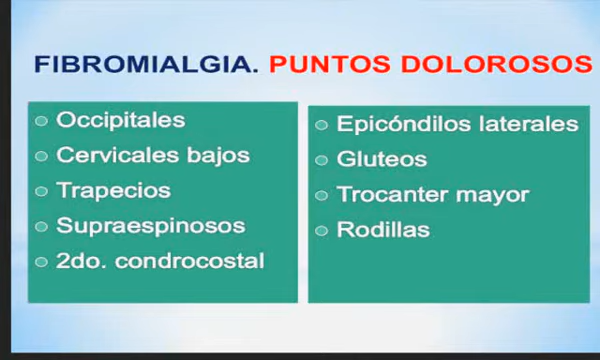 FIBROMIALGIA. PUNTOS DOLOROSOS
Occipitales
Cervicales bajos
Trapecios
Supraespinosos
2do. condrocostal
Epicóndilos laterales
Gluteos
Trocanter mayor
Rodillas